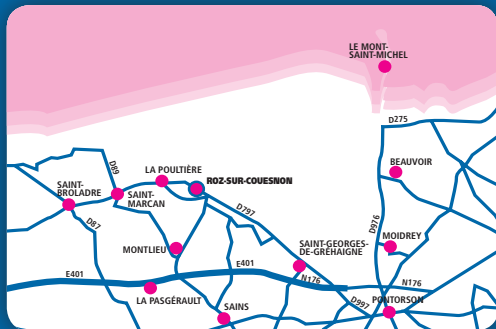 LE MONT-
SAINT-MICHEL
D275
BEAUVOIR
D89
LA POULTIÈRE
ROZ-SUR-COUESNON
SAINT-
BROLADRE
SAINT-
MARCAN
D797
D87
D976
MOIDREY
MONTLIEU
SAINT-GEORGES-
DE-GRÉHAIGNE
E401
E401
N176
N176
LA PASGÉRAULT
D997
PONTORSON
SAINS